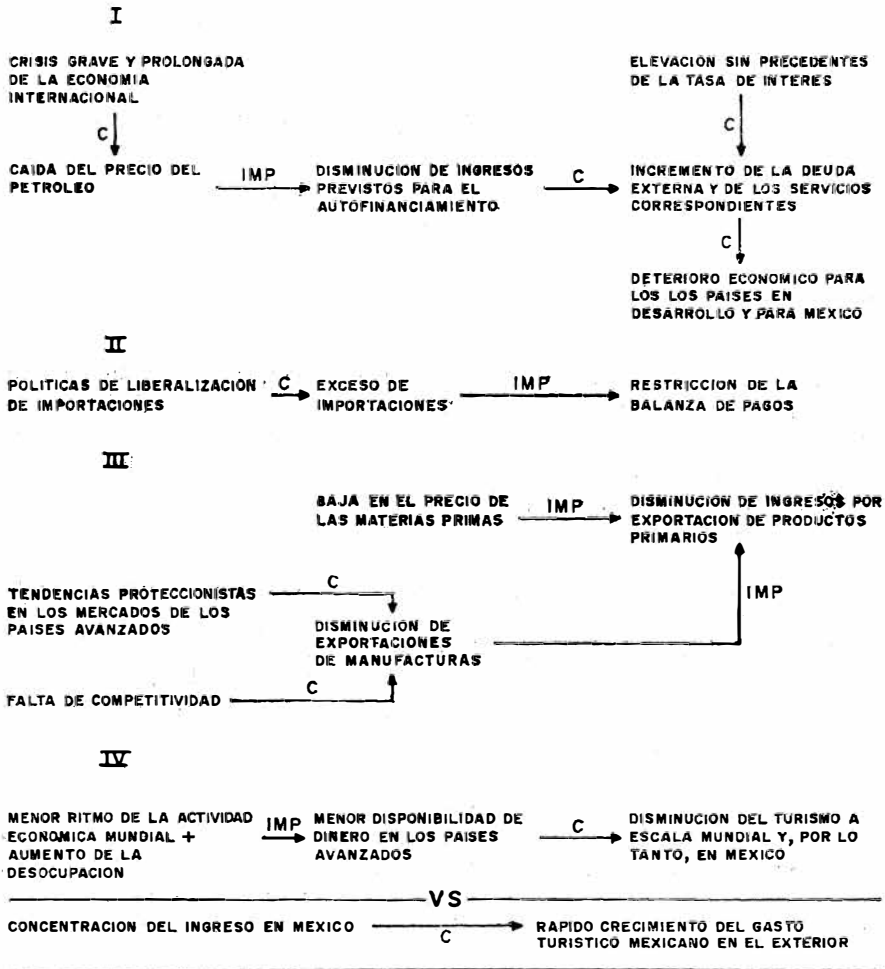 I
CRISIS GRAVE Y PROLONGADA
DE LA ECONOMIA
INTERNACIONAL
ELEVACION SIN PRECEDENTES
DE LA TASA DE INTERES
C
C
CAIDA DEL PRECIO DEL
PETROLEO
IMP
DISMINUCION DE INGRESOS
PREVISTOS PARA EL
AUTOFINANCIAMIENTO
C
INCREMENTO DE LA DEUDA
EXTERNA Y DE LOS SERVICIOS
CORRESPONDIENTES
C
DETERIORO ECONOMICO PARA
LOS LOS PAISES EN
DESARROLLO Y PARA MEXICO
II
POLITICAS DE LIBERALIZACIÓN
DE IMPORTACIONES
C
EXCESO DE
IMPORTACIONES
IMP
RESTRICCION DE LA
BALANZA DE PAGOS
III
BAJA EN EL PRECIO DE
LAS MATERIAS PRIMAS
IMP
DISMINUCION DE INGRESOS POR
EXPORTACION DE PRODUCTOS
PRIMARIOS
IMP
TENDENCIAS PROTECCIONISTAS
EN LOS MERCADOS DE LOS
PAISES AVANZADOS
C
DISMINUCION DE
EXPORTACIONES
DE MANUFACTURAS
FALTA DE COMPETITIVIDAD
C
IV
MENOR RITMO DE LA ACTIVIDAD
ECONOMICA MUNDIAL +
AUMENTO DE LA
DESOCUPACION
IMP
MENOR DISPONIBILIDAD DE
DINERO EN LOS PAISES
AVANZADOS
C
DISMINUCION DEL TURISMO A
ESCALA MUNDIAL Y, POR LO
TANTO, EN MEXICO
VS
CONCENTRACION DEL INGRESO EN MEXICO
C
RAPIDO CRECIMIENTO DEL GASTO
TURISTICO MEXICANO EN EL EXTERIOR